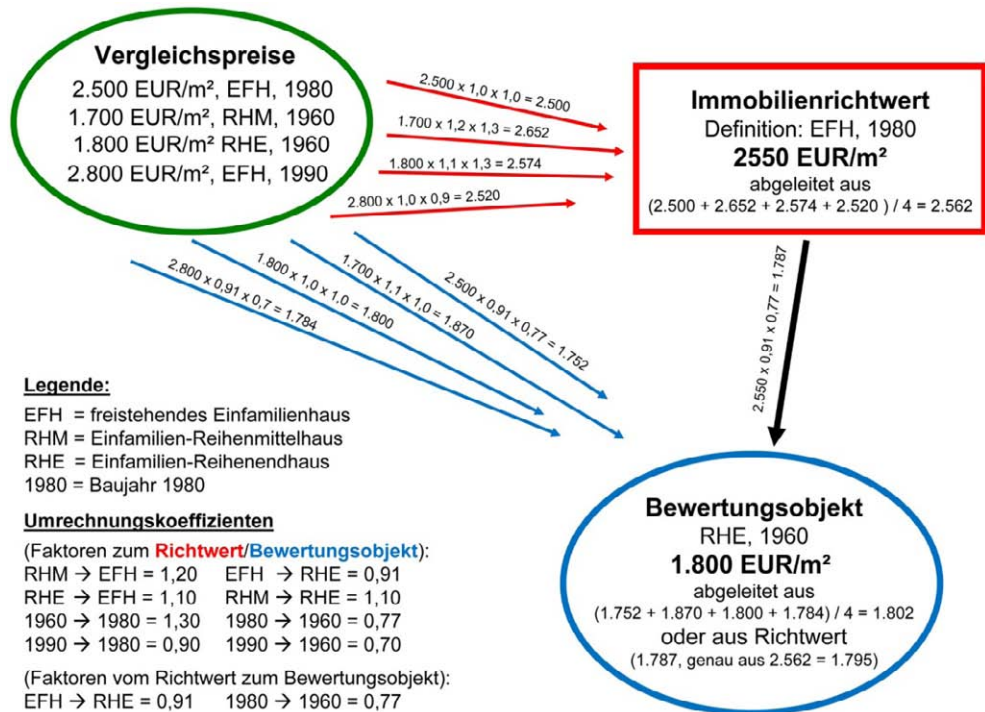 Vergleichspreise
2.500 EUR/m², EFH, 1980
1.700 EUR/m², RHM, 1960
1.800 EUR/m² RHE, 1960
2.800 EUR/m², EFH, 1990
2.500 x 1,0 x 1,0 = 2.500
1.700 x 1,2 x 1,3 = 2.652
1.800 x 1,1 x 1,3 = 2.574
2.800 x 1,0 x 0,9 = 2.520
Immobilienrichtwert
Definition: EFH, 1980
2550 EUR/m²
abgeleitet aus
(2.500 + 2.652 + 2.574 + 2.520 ) / 4 = 2.562
2.800 x 0,91 x 0,7 = 1.784
1.800 x 1,0 x 1,0 = 1.800
1.700 x 1,1 x 1,0 = 1.870
2.500 x 0,91 x 0,77 = 1.752
2.550 x 0,91 x 0,77 = 1.787
Legende:
EFH = freistehendes Einfamilienhaus
RHM = Einfamilien-Reihenmittelhaus
RHE = Einfamilien-Reihenendhaus
1980 = Baujahr 1980
Umrechnungskoeffizienten
(Faktoren zum Richtwert/Bewertungsobjekt):
RHM → EFH = 1,20 EFH → RHE = 0,91
RHE → EFH = 1,10 RHM → RHE = 1,10
1960 → 1980 = 1,30 1980 → 1960 = 0,77
1990 → 1980 = 0,90 1990 → 1960 = 0,70
(Faktoren vom Richtwert zum Bewertungsobjekt):
EFH → RHE = 0,91 1980 → 1960 = 0,77
Bewertungsobjekt
RHE, 1960
1.800 EUR/m²
abgeleitet aus
(1.752 + 1.870 + 1.800 + 1.784) / 4 = 1.802
oder aus Richtwert
(1.787, genau aus 2.562 = 1.795)